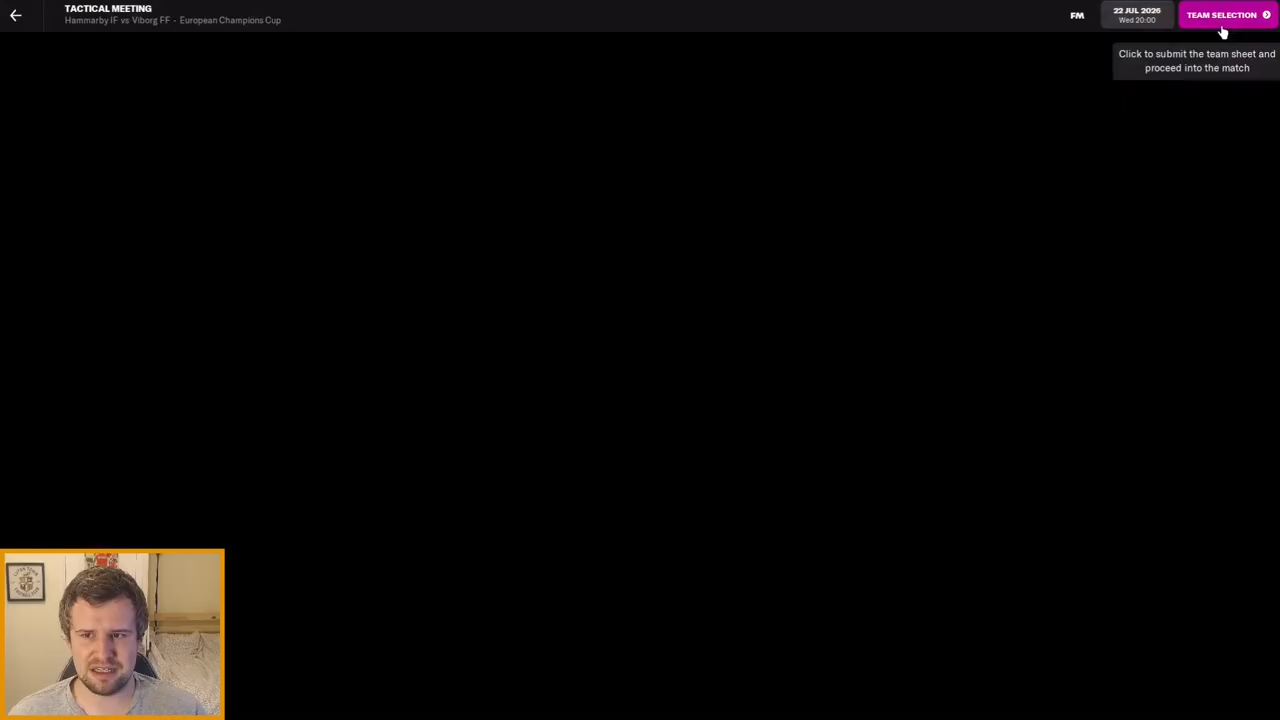 TACTICAL MEETING
Hammarby IF vs Viborg FF - European Champions Cup
FM
22 JUL 2026
Wed 20:00
TEAM SELECTION
Click to submit the team sheet and
proceed into the match